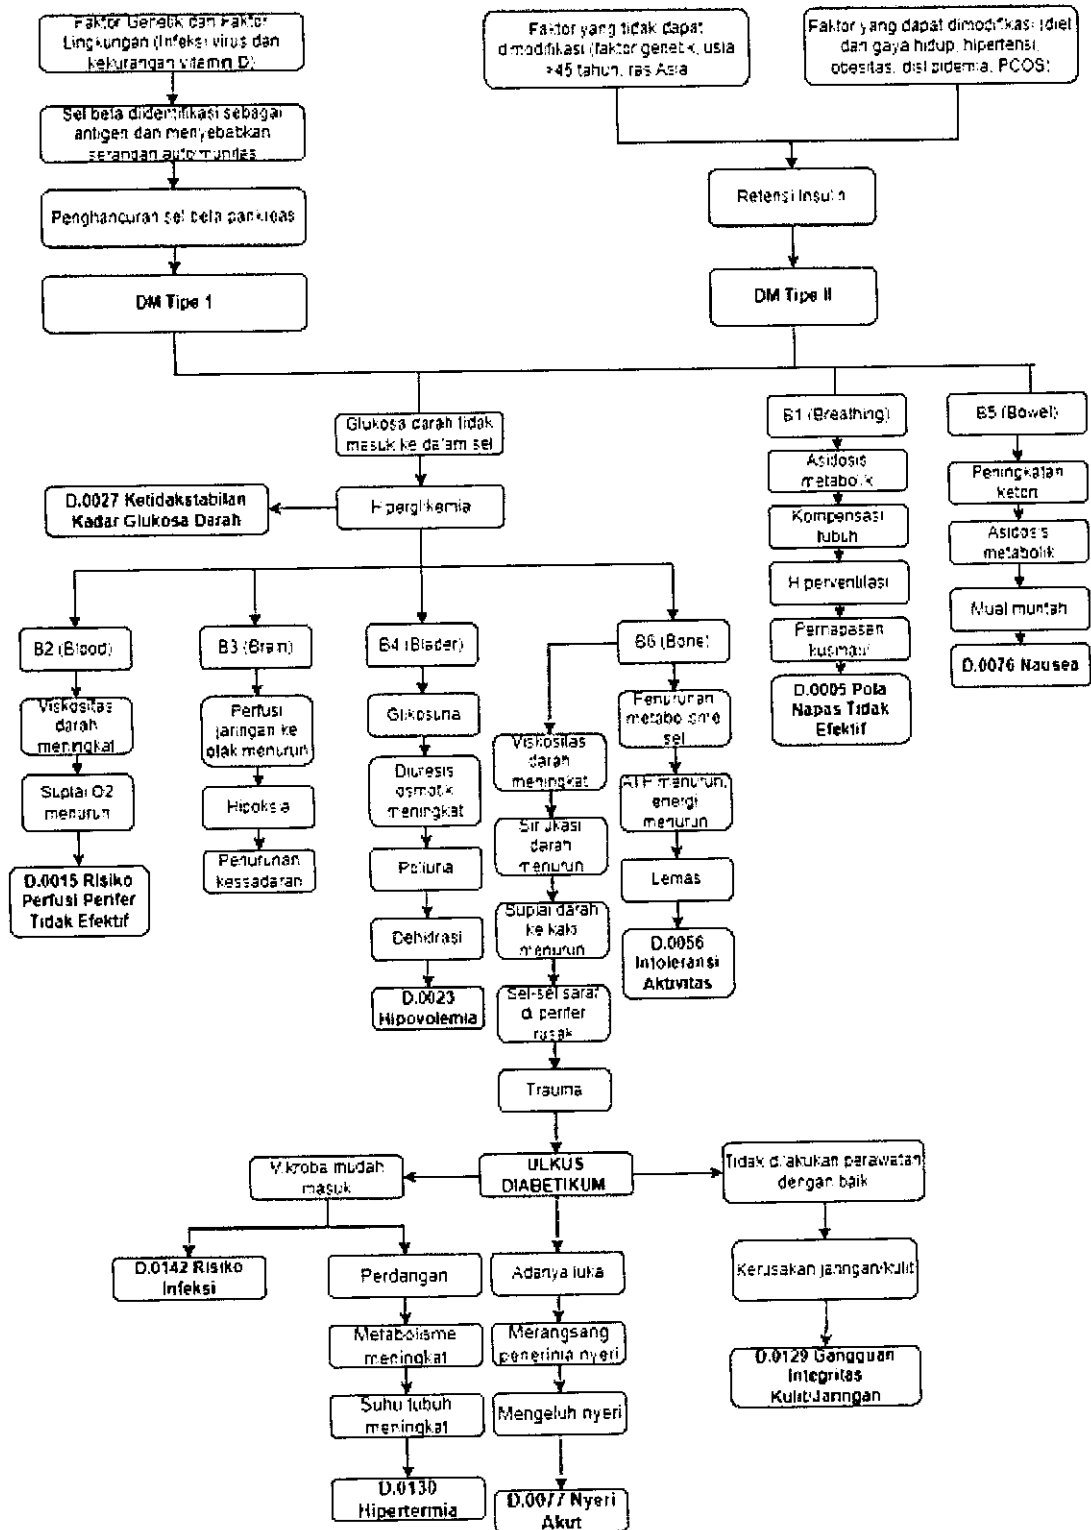 Faktor Genetik dan Faktor
Lingkungan (Infeksi virus dan
kekurangan vitamin D)
Faktor yang tidak dapat
dimodifikasi (faktor genetik, usia
>45 tahun, ras Asia
Faktor yang dapat dimodifikasi (diet
dan gaya hidup, hipertensi,
obesitas, dislipidemia, PCOS)
Sel beta diidentifikasi sebagai
antigen dan menyebabkan
serangan autoimunitas
Penghancuran sel beta pankreas
Retensi Insulin
DM Tipe 1
DM Tipe II
Glukosa darah tidak
masuk ke dalam sel
B1 (Breathing)
B5 (Bowel)
Asidosis
metabolik
Peningkatan
keton
D.0027 Ketidakstabilan
Kadar Glukosa Darah
Hiperglikemia
Kompensasi
tubuh
Asidosis
metabolik
Hiperventilasi
Mual muntah
B2 (Blood)
B3 (Brain)
B4 (Blader)
B6 (Bone)
Pernapasan
kusmaul
D.0076 Nausea
D.0005 Pola
Napas Tidak
Efektif
Viskositas
darah
meningkat
Perfusi
jaringan ke
otak menurun
Glikosuria
Viskositas
darah
meningkat
Penurunan
metabolisme
sel
Suplai O2
menurun
Hipoksia
Diuresis
osmatik
meningkat
Sirkukasi
darah
menurun
ATP menurun,
energi
menurun
D.0015 Risiko
Perfusi Perifer
Tidak Efektif
Penurunan
kessadaran
Poliuria
Suplai darah
ke kaki
menurun
Lemas
Dehidrasi
D.0056
Intoleransi
Aktivitas
D.0023
Hipovolemia
Sel-sel saraf
di perifer
rusak
Trauma
Mikroba mudah
masuk
ULKUS
DIABETIKUM
Tidak dilakukan perawatan
dengan baik
D.0142 Risiko
Infeksi
Perdangan
Adanya luka
Kerusakan jaringan/kulit
Metabolisme
meningkat
Merangsang
penerima nyeri
D.0129 Gangguan
Integritas
Kulit/Jaringan
Suhu tubuh
meningkat
Mengeluh nyeri
D.0130
Hipertermia
D.0077 Nyeri
Akut